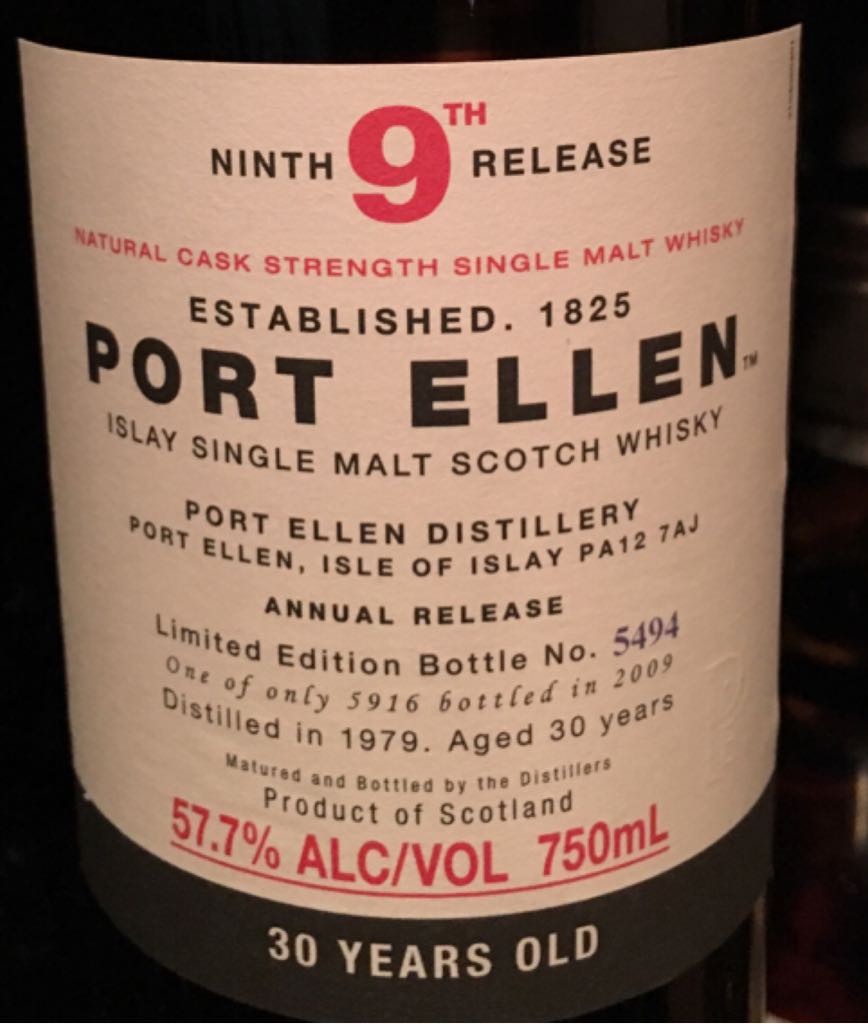 NINTH 9TH RELEASE
NATURAL CASK STRENGTH SINGLE MALT WHISKY
ESTABLISHED. 1825
PORT ELLEN™
ISLAY SINGLE MALT SCOTCH WHISKY
PORT ELLEN DISTILLERY
PORT ELLEN, ISLE OF ISLAY PA12 7AJ
ANNUAL RELEASE
Limited Edition Bottle No. 5494
One of only 5916 bottled in 2009
Distilled in 1979. Aged 30 years
Matured and Bottled by the Distillers
Product of Scotland
57.7% ALC/VOL 750mL
30 YEARS OLD